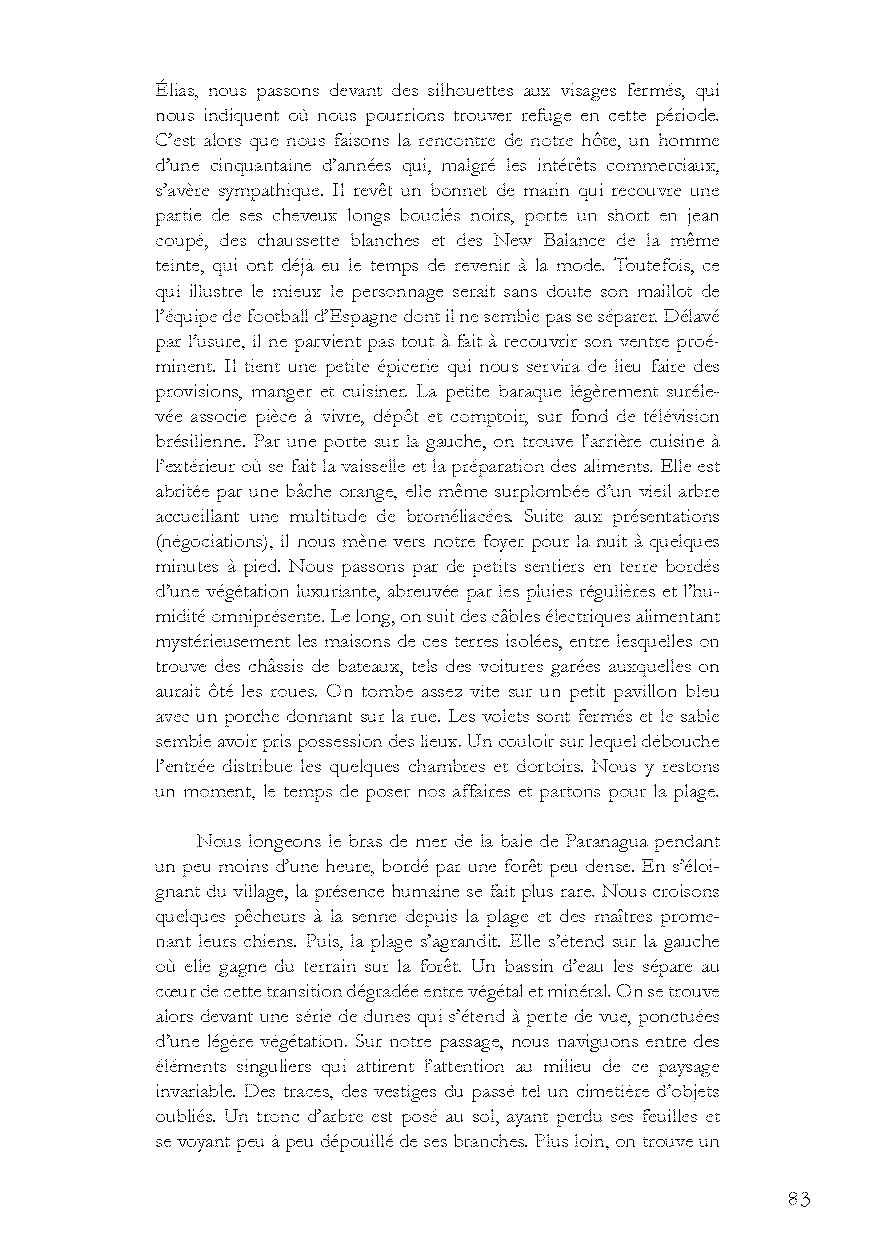 Élias, nous passons devant des silhouettes aux visages fermés, qui
nous indiquent où nous pourrions trouver refuge en cette période.
C’est alors que nous faisons la rencontre de notre hôte, un homme
d’une cinquantaine d’années qui, malgré les intérêts commerciaux,
s’avère sympathique. Il revêt un bonnet de marin qui recouvre une
partie de ses cheveux longs bouclés noirs, porte un short en jean
coupé, des chaussette blanches et des New Balance de la même
teinte, qui ont déjà eu le temps de revenir à la mode. Toutefois, ce
qui illustre le mieux le personnage serait sans doute son maillot de
l’équipe de football d’Espagne dont il ne semble pas se séparer. Délavé
par l’usure, il ne parvient pas tout à fait à recouvrir son ventre proé-
minent. Il tient une petite épicerie qui nous servira de lieu faire des
provisions, manger et cuisiner. La petite baraque légèrement suréle-
vée associe pièce à vivre, dépôt et comptoir, sur fond de télévision
brésilienne. Par une porte sur la gauche, on trouve l’arrière cuisine à
l’extérieur où se fait la vaisselle et la préparation des aliments. Elle est
abritée par une bâche orange, elle même surplombée d’un vieil arbre
accueillant une multitude de broméliacées. Suite aux présentations
(négociations), il nous mène vers notre foyer pour la nuit à quelques
minutes à pied. Nous passons par de petits sentiers en terre bordés
d’une végétation luxuriante, abreuvée par les pluies régulières et l’hu-
midité omniprésente. Le long, on suit des câbles électriques alimentant
mystérieusement les maisons de ces terres isolées, entre lesquelles on
trouve des châssis de bateaux, tels des voitures garées auxquelles on
aurait ôté les roues. On tombe assez vite sur un petit pavillon bleu
avec un porche donnant sur la rue. Les volets sont fermés et le sable
semble avoir pris possession des lieux. Un couloir sur lequel débouche
l’entrée distribue les quelques chambres et dortoirs. Nous y restons
un moment, le temps de poser nos affaires et partons pour la plage.
Nous longeons le bras de mer de la baie de Paranagua pendant
un peu moins d’une heure, bordé par une forêt peu dense. En s’éloi-
gnant du village, la présence humaine se fait plus rare. Nous croisons
quelques pêcheurs à la senne depuis la plage et des maîtres prome-
nant leurs chiens. Puis, la plage s’agrandit. Elle s’étend sur la gauche
où elle gagne du terrain sur la forêt. Un bassin d’eau les sépare au
cœur de cette transition dégradée entre végétal et minéral. On se trouve
alors devant une série de dunes qui s’étend à perte de vue, ponctuées
d’une légère végétation. Sur notre passage, nous naviguons entre des
éléments singuliers qui attirent l’attention au milieu de ce paysage
invariable. Des traces, des vestiges du passé tel un cimetière d’objets
oubliés. Un tronc d’arbre est posé au sol, ayant perdu ses feuilles et
se voyant peu à peu dépouillé de ses branches. Plus loin, on trouve un
83